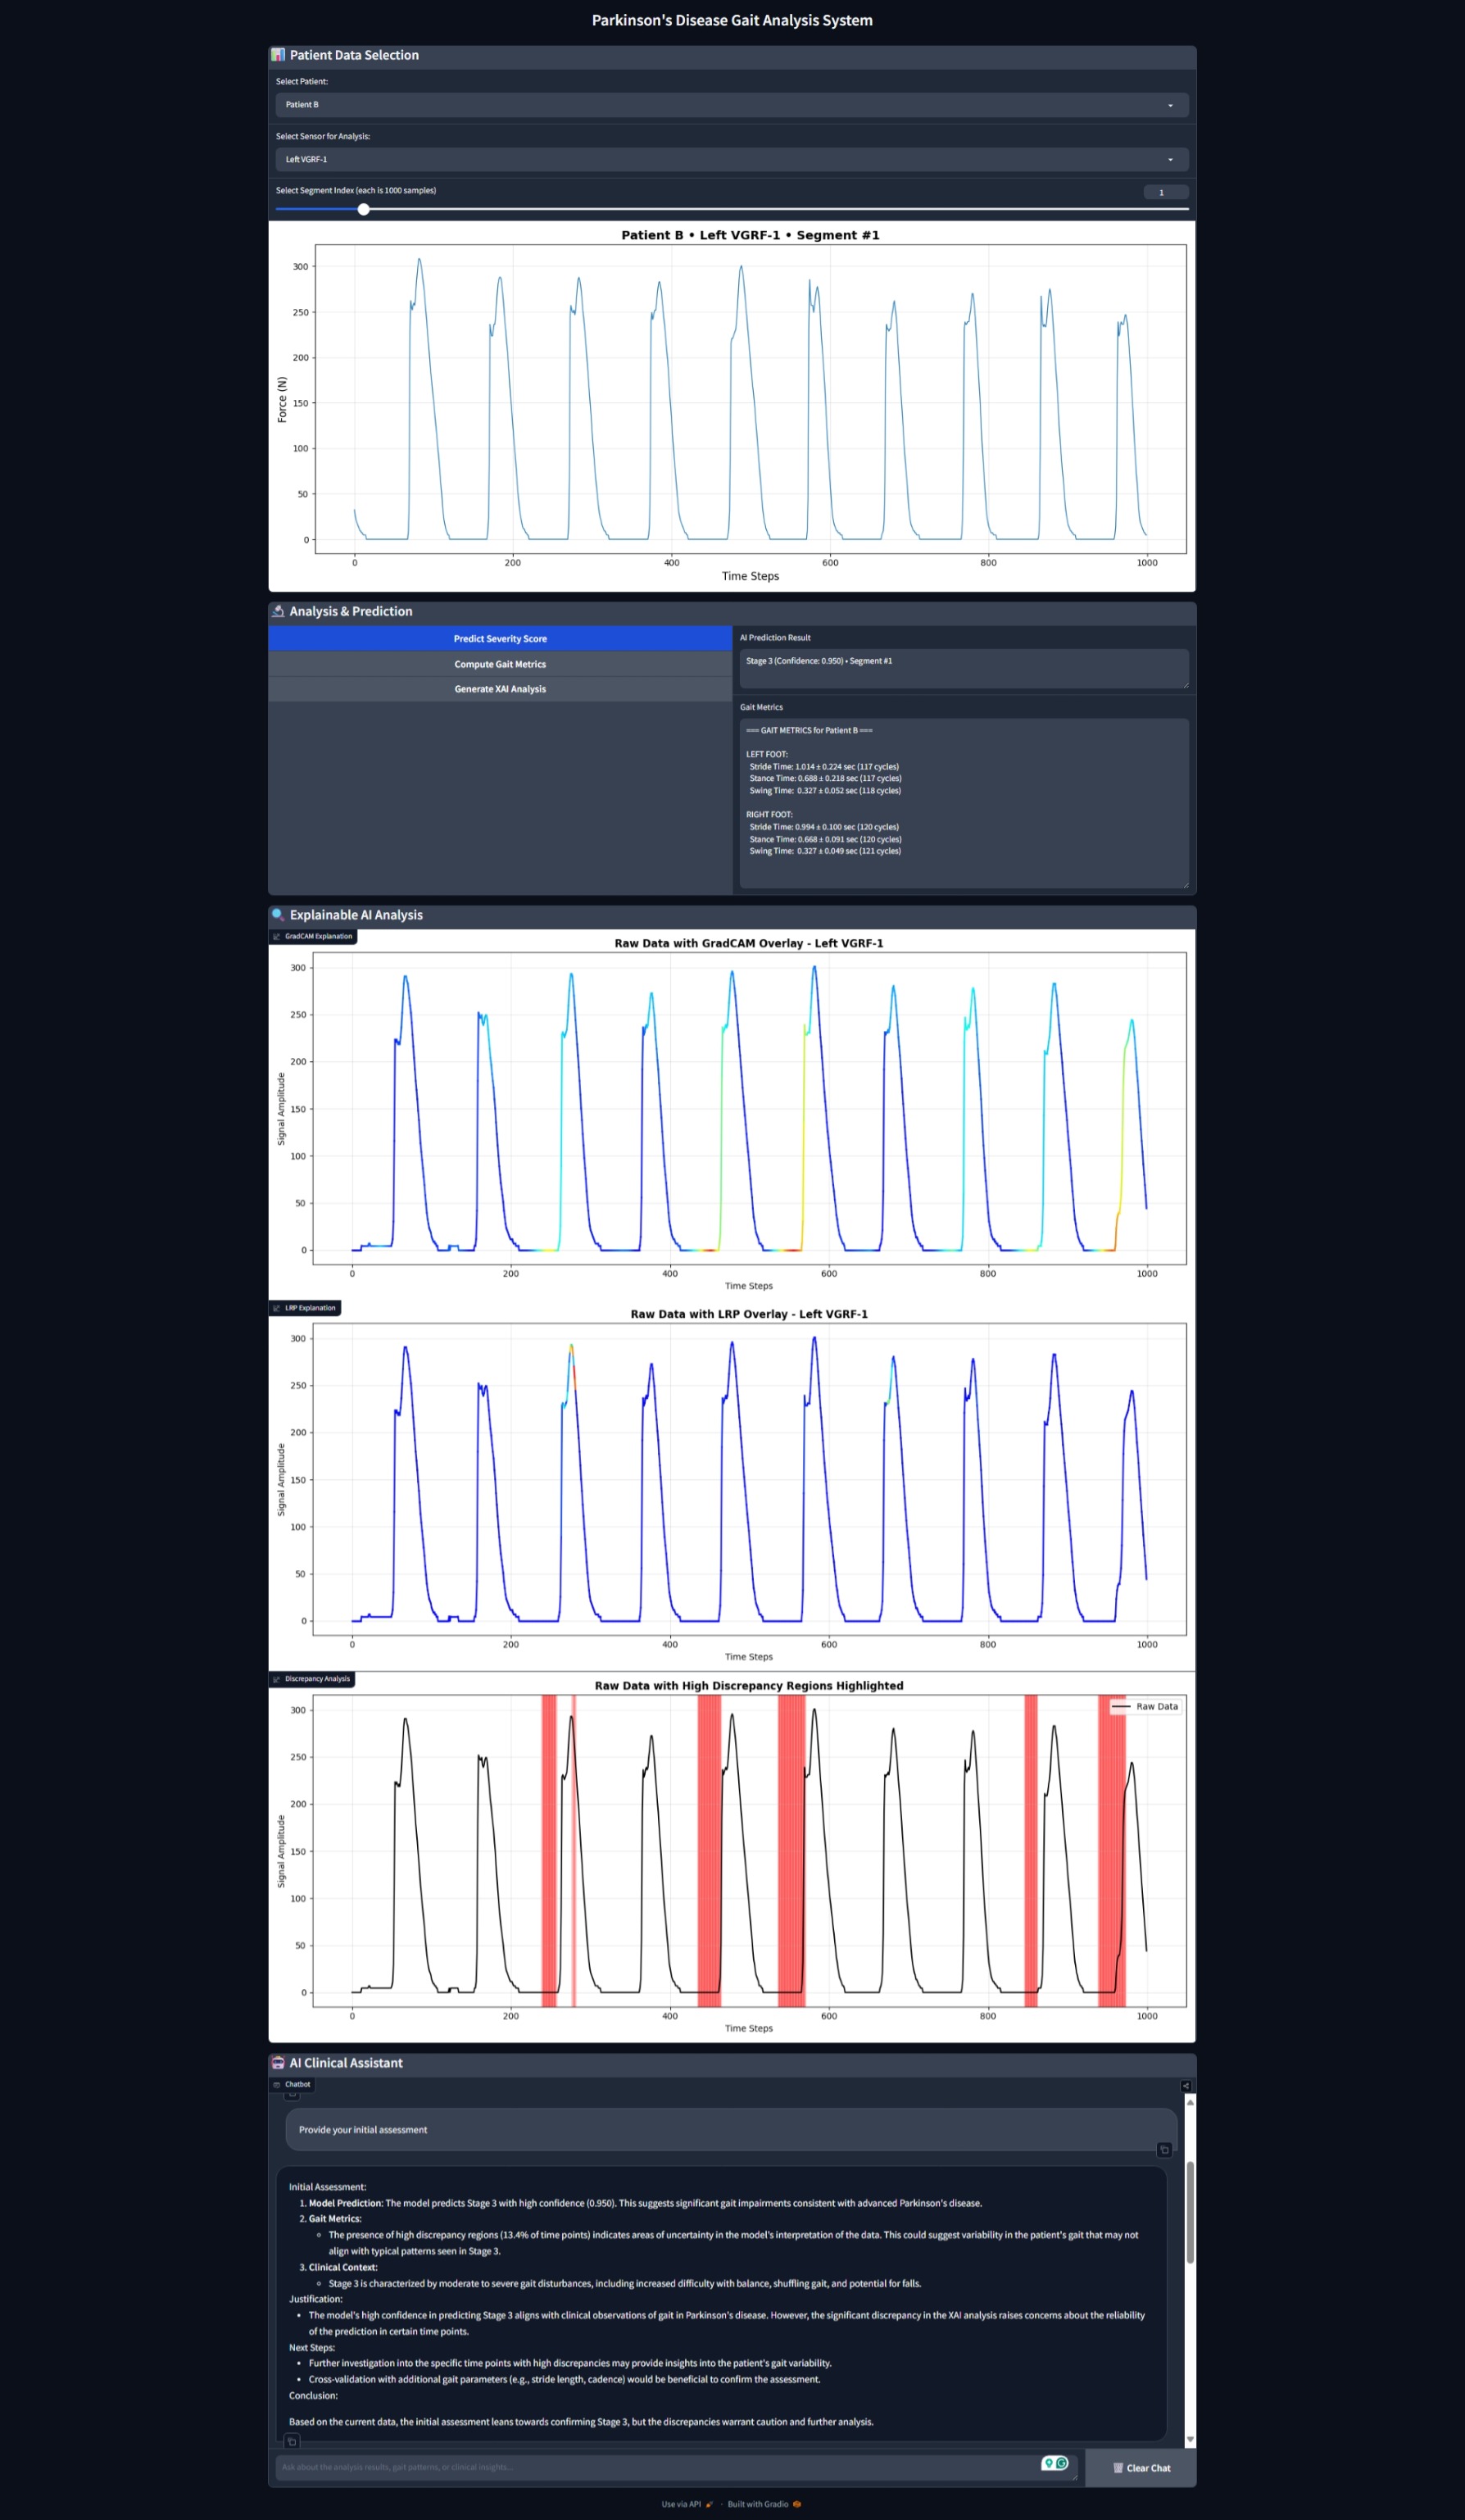 Parkinson's Disease Gait Analysis System
📊 Patient Data Selection
Select Patient:
Patient B
Select Sensor for Analysis:
Left VGRF-1
Select Segment Index (each is 1000 samples)
1
Patient B • Left VGRF-1 • Segment #1
300
250
200
150
100
50
0
Force (N)
0 200 400 600 800 1000
Time Steps
🔬 Analysis & Prediction
Predict Severity Score
Compute Gait Metrics
Generate XAI Analysis
AI Prediction Result
Stage 3 (Confidence: 0.950) • Segment #1
Gait Metrics
=== GAIT METRICS for Patient B ===
LEFT FOOT:
Stride Time: 1.014 ± 0.224 sec (117 cycles)
Stance Time: 0.688 ± 0.218 sec (117 cycles)
Swing Time: 0.327 ± 0.052 sec (118 cycles)
RIGHT FOOT:
Stride Time: 0.994 ± 0.100 sec (120 cycles)
Stance Time: 0.668 ± 0.091 sec (120 cycles)
Swing Time: 0.327 ± 0.049 sec (121 cycles)
🔍 Explainable AI Analysis
GradCAM Explanation
Raw Data with GradCAM Overlay - Left VGRF-1
300
250
200
150
100
50
0
Signal Amplitude
0 200 400 600 800 1000
Time Steps
LRP Explanation
Raw Data with LRP Overlay - Left VGRF-1
300
250
200
150
100
50
0
Signal Amplitude
0 200 400 600 800 1000
Time Steps
Discrepancy Analysis
Raw Data with High Discrepancy Regions Highlighted
Raw Data
300
250
200
150
100
50
0
Signal Amplitude
0 200 400 600 800 1000
Time Steps
🤖 AI Clinical Assistant
Chatbot
Provide your initial assessment
Initial Assessment:
1. Model Prediction: The model predicts Stage 3 with high confidence (0.950). This suggests significant gait impairments consistent with advanced Parkinson's disease.
2. Gait Metrics:
◦ The presence of high discrepancy regions (13.4% of time points) indicates areas of uncertainty in the model's interpretation of the data. This could suggest variability in the patient's gait that may not
align with typical patterns seen in Stage 3.
3. Clinical Context:
◦ Stage 3 is characterized by moderate to severe gait disturbances, including increased difficulty with balance, shuffling gait, and potential for falls.
Justification:
• The model's high confidence in predicting Stage 3 aligns with clinical observations of gait in Parkinson's disease. However, the significant discrepancy in the XAI analysis raises concerns about the reliability
of the prediction in certain time points.
Next Steps:
• Further investigation into the specific time points with high discrepancies may provide insights into the patient's gait variability.
• Cross-validation with additional gait parameters (e.g., stride length, cadence) would be beneficial to confirm the assessment.
Conclusion:
Based on the current data, the initial assessment leans towards confirming Stage 3, but the discrepancies warrant caution and further analysis.
Ask about the analysis results, gait patterns, or clinical insights...
🗑️ Clear Chat
Use via API 🚀 · Built with Gradio